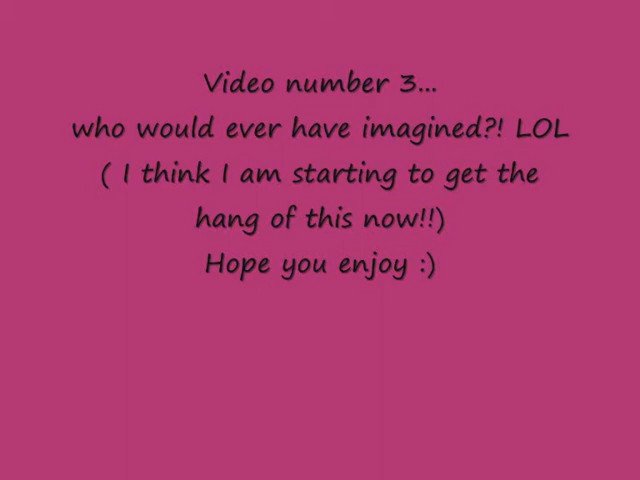 Video number 3...
who would ever have imagined?! LOL
( I think I am starting to get the
hang of this now!!)
Hope you enjoy :)